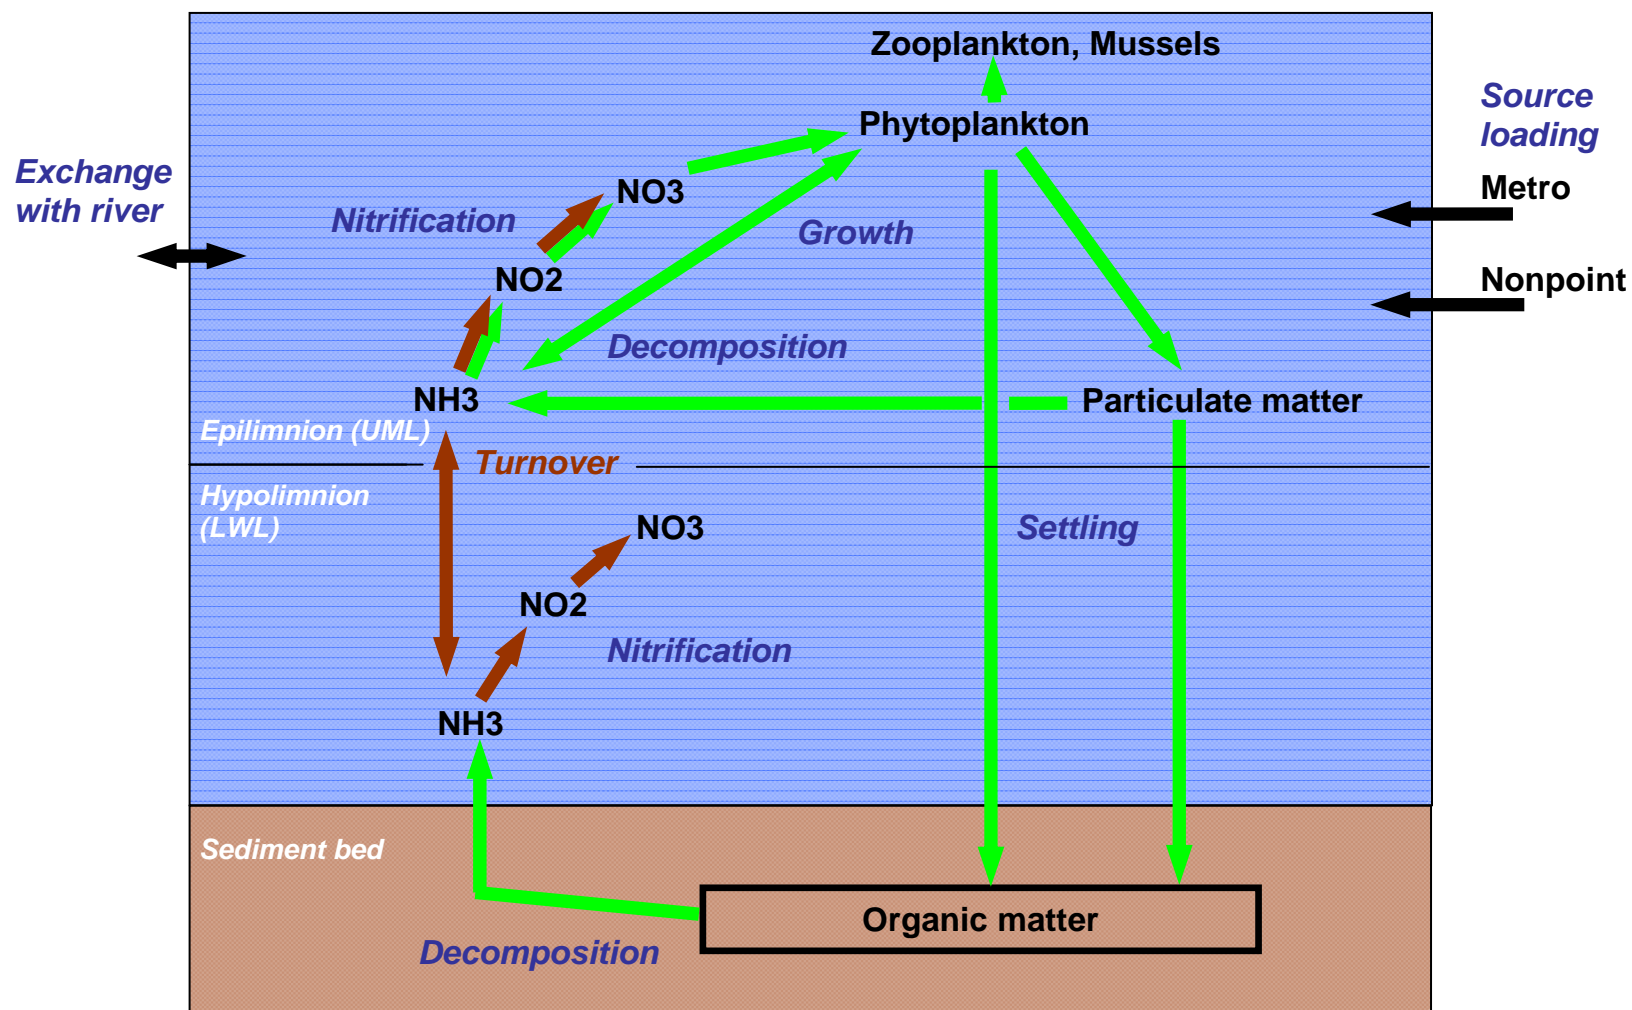 Zooplankton, Mussels
Source
loading
Phytoplankton
Exchange
with river
Metro
NO3
Nitrification
Growth
NO2
Nonpoint
Decomposition
NH3
Particulate matter
Epilimnion (UML)
Turnover
Hypolimnion
(LWL)
NO3
Settling
NO2
Nitrification
NH3
Sediment bed
Organic matter
Decomposition